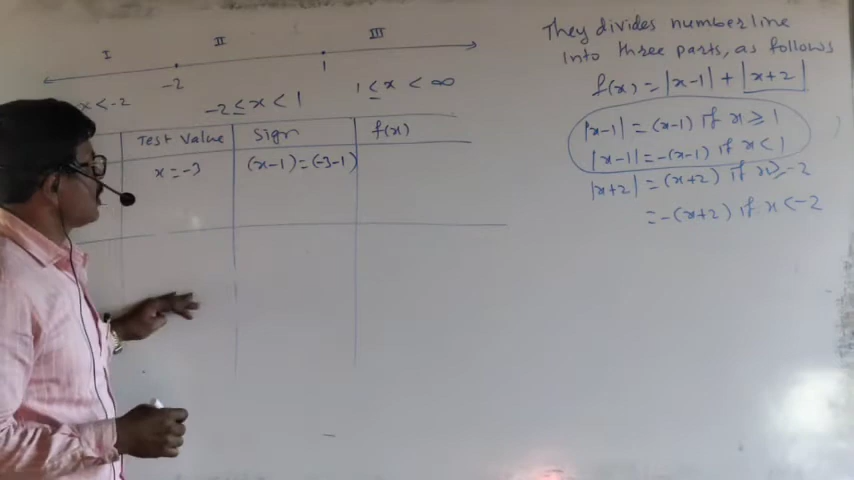 I II III
-2 1
x < -2 -2 ≤ x < 1 1 ≤ x < ∞
Test Value Sign f(x)
x = -3 (x-1) = (-3-1)
They divides numberline
into three parts, as follows
f(x) = |x-1| + |x+2|
|x-1| = (x-1) if x ≥ 1
|x-1| = -(x-1) if x < 1
|x+2| = (x+2) if x ≥ -2
= -(x+2) if x < -2